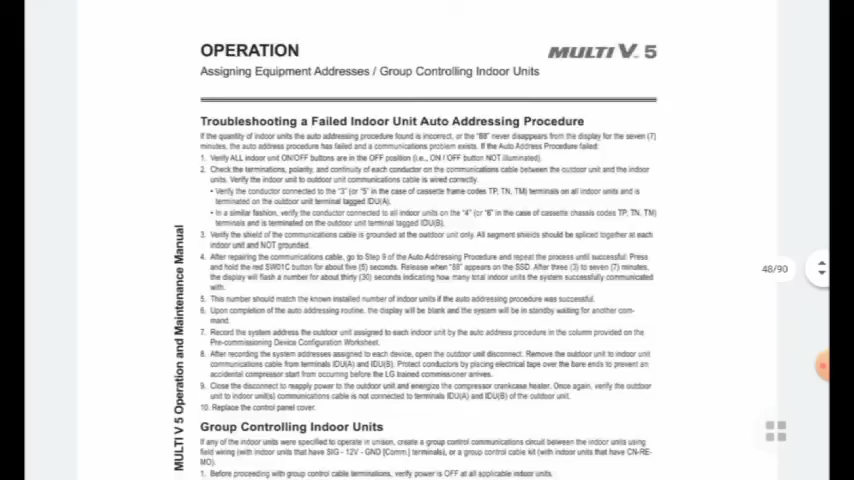 OPERATION
MULTI V™ 5
Assigning Equipment Addresses / Group Controlling Indoor Units
Troubleshooting a Failed Indoor Unit Auto Addressing Procedure
If the quantity of indoor units the auto addressing procedure found is incorrect, or the "88" never disappears from the display for the seven (7)
minutes, the auto address procedure has failed and a communications problem exists. If the Auto Address Procedure failed:
1. Verify ALL indoor unit ON/OFF buttons are in the OFF position (i.e., ON / OFF button NOT illuminated).
2. Check the terminations, polarity, and continuity of each conductor on the communications cable between the outdoor unit and the indoor
units. Verify the indoor unit to outdoor unit communications cable is wired correctly.
• Verify the conductor connected to the "3" (or "5" in the case of cassette frame codes TP, TN, TM) terminals on all indoor units and is
terminated on the outdoor unit terminal tagged IDU(A).
• In a similar fashion, verify the conductor connected to all indoor units on the "4" (or "6" in the case of cassette chassis codes TP, TN, TM)
terminals and is terminated on the outdoor unit terminal tagged IDU(B).
3. Verify the shield of the communications cable is grounded at the outdoor unit only. All segment shields should be spliced together at each
indoor unit and NOT grounded.
4. After repairing the communications cable, go to Step 9 of the Auto Addressing Procedure and repeat the process until successful: Press
and hold the red SW01C button for about five (5) seconds. Release when "88" appears on the SSD. After three (3) to seven (7) minutes,
the display will flash a number for about thirty (30) seconds indicating how many total indoor units the system successfully communicated
with.
5. This number should match the known installed number of indoor units if the auto addressing procedure was successful.
6. Upon completion of the auto addressing routine, the display will be blank and the system will be in standby waiting for another com-
mand.
7. Record the system address the outdoor unit assigned to each indoor unit by the auto address procedure in the column provided on the
Pre-commissioning Device Configuration Worksheet.
8. After recording the system addresses assigned to each device, open the outdoor unit disconnect. Remove the outdoor unit to indoor unit
communications cable from terminals IDU(A) and IDU(B). Protect conductors by placing electrical tape over the bare ends to prevent an
accidental compressor start from occurring before the LG trained commissioner arrives.
9. Close the disconnect to reapply power to the outdoor unit and energize the compressor crankcase heater. Once again, verify the outdoor
unit to indoor unit(s) communications cable is not connected to terminals IDU(A) and IDU(B) of the outdoor unit.
10. Replace the control panel cover.
Group Controlling Indoor Units
If any of the indoor units were specified to operate in unison, create a group control communications circuit between the indoor units using
field wiring (with indoor units that have SIG - 12V - GND [Comm.] terminals), or a group control cable kit (with indoor units that have CN-RE-
MO).
1. Before proceeding with group control cable terminations, verify power is OFF at all applicable indoor units.
MULTI V 5 Operation and Maintenance Manual
48/90